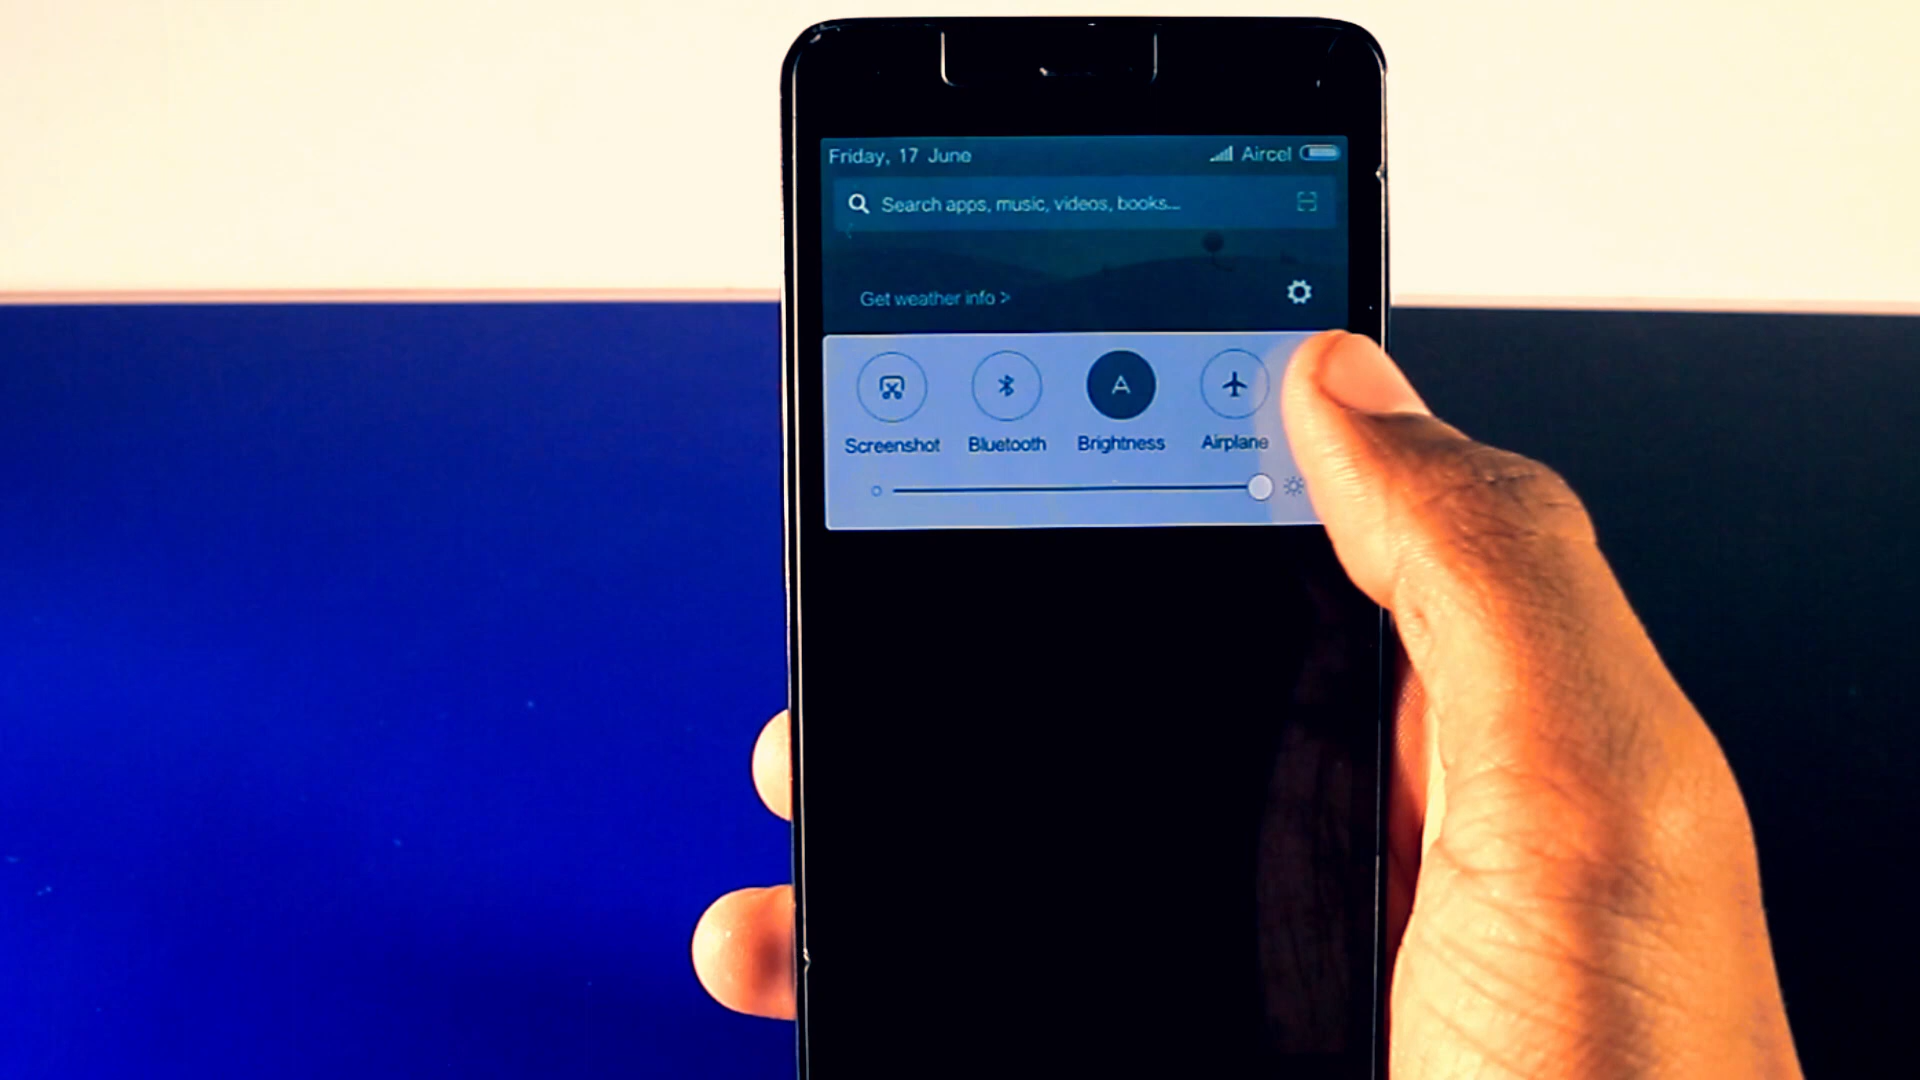 Friday, 17 June Aircel
Search apps, music, videos, books...
Get weather info >
Screenshot Bluetooth Brightness Airplane
A